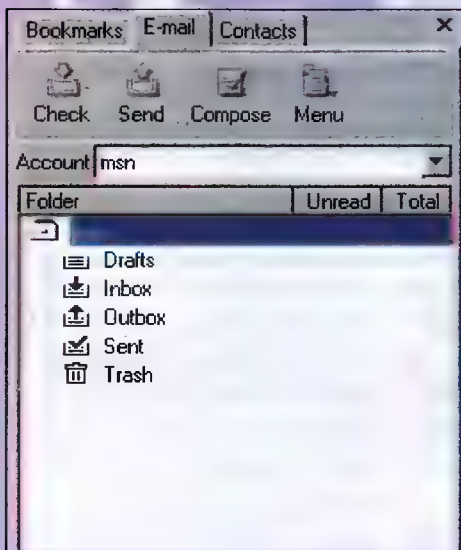 Bookmarks E-mail Contacts
Check Send Compose Menu
Account msn
Folder Unread Total
Drafts
Inbox
Outbox
Sent
Trash